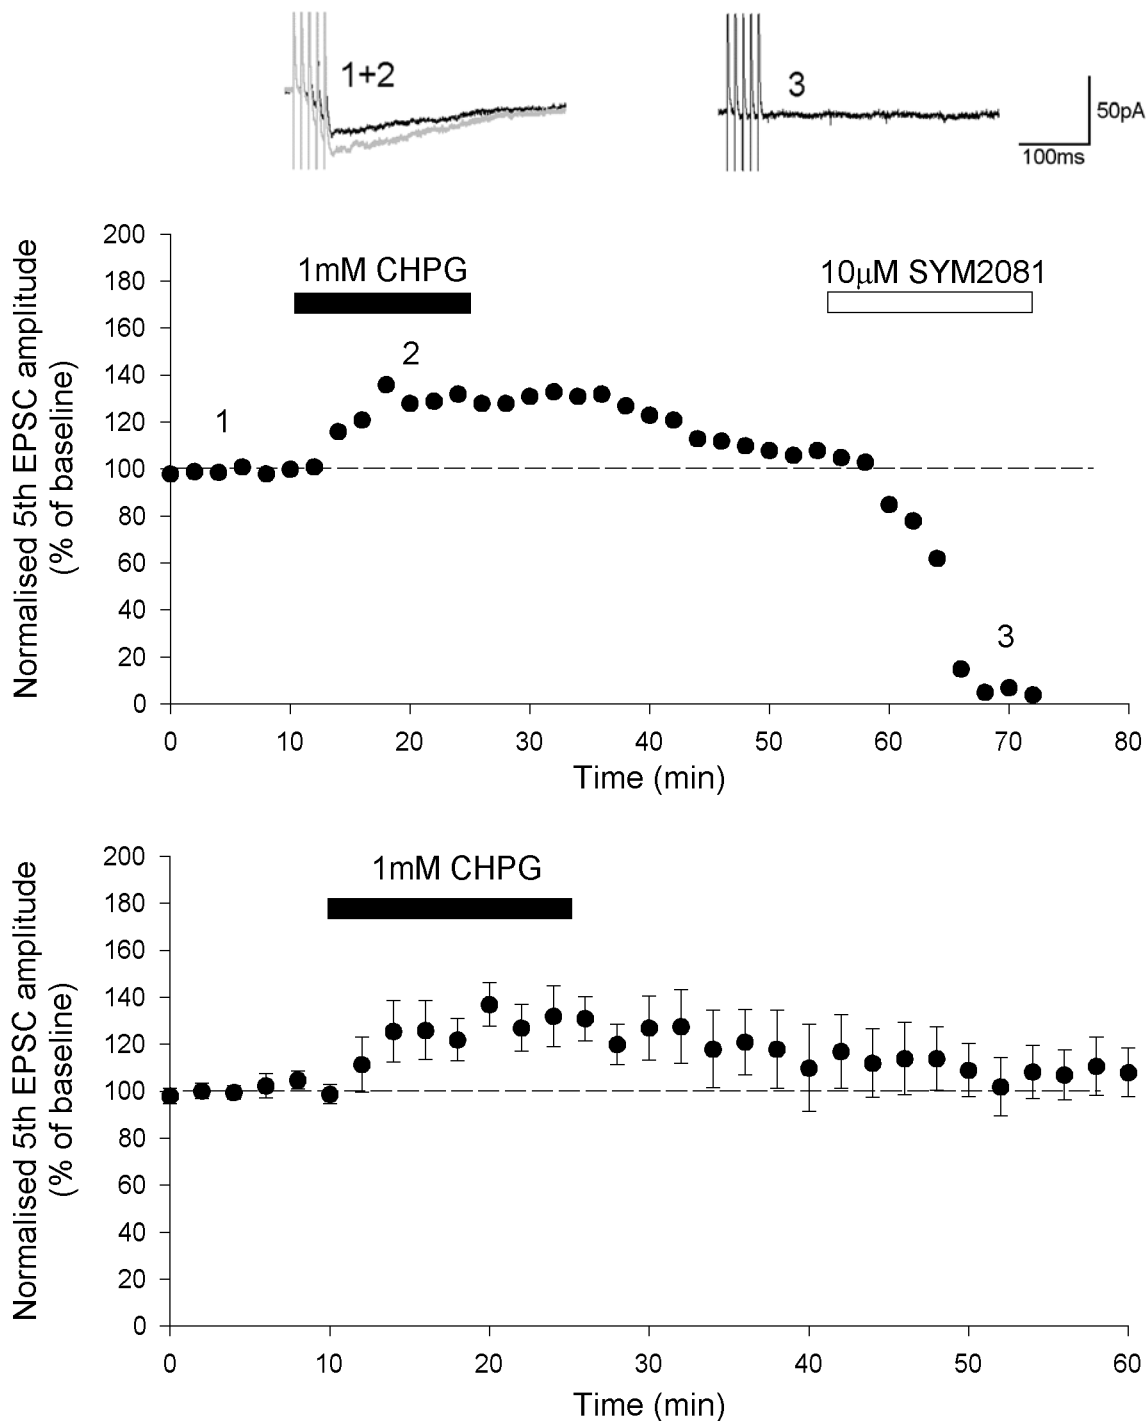 1+2
3
50pA
100ms
Normalised 5th EPSC amplitude
(% of baseline)
200
180
160
140
120
100
80
60
40
20
0
1mM CHPG
10μM SYM2081
1
2
3
0 10 20 30 40 50 60 70 80
Time (min)
Normalised 5th EPSC amplitude
(% of baseline)
200
180
160
140
120
100
80
60
40
20
0
1mM CHPG
0 10 20 30 40 50 60
Time (min)